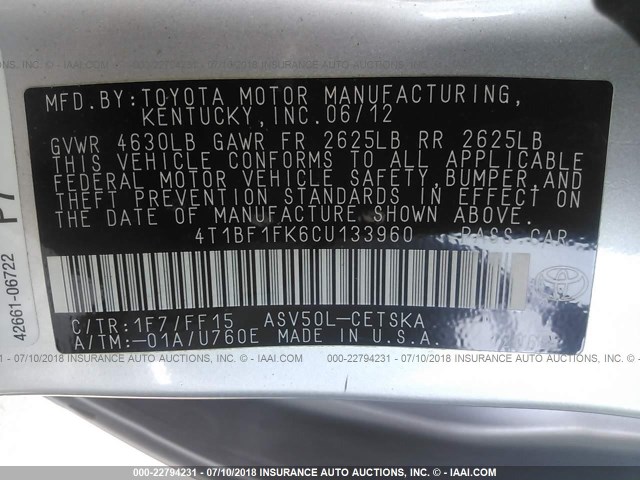 MFD. BY: TOYOTA MOTOR MANUFACTURING,
KENTUCKY, INC. 06/12
GVWR 4630LB GAWR FR 2625LB RR 2625LB
THIS VEHICLE CONFORMS TO ALL APPLICABLE
FEDERAL MOTOR VEHICLE SAFETY, BUMPER, AND
THEFT PREVENTION STANDARDS IN EFFECT ON
THE DATE OF MANUFACTURE SHOWN ABOVE.
4T1BF1FK6CU133960 PASS.CAR
C/TR: 1F7/FF15 ASV50L-CETSKA
A/TM: -01A/U760E MADE IN U.S.A.
42661-06722
000-22794231 - 07/10/2018 INSURANCE AUTO AUCTIONS - IAAI.COM